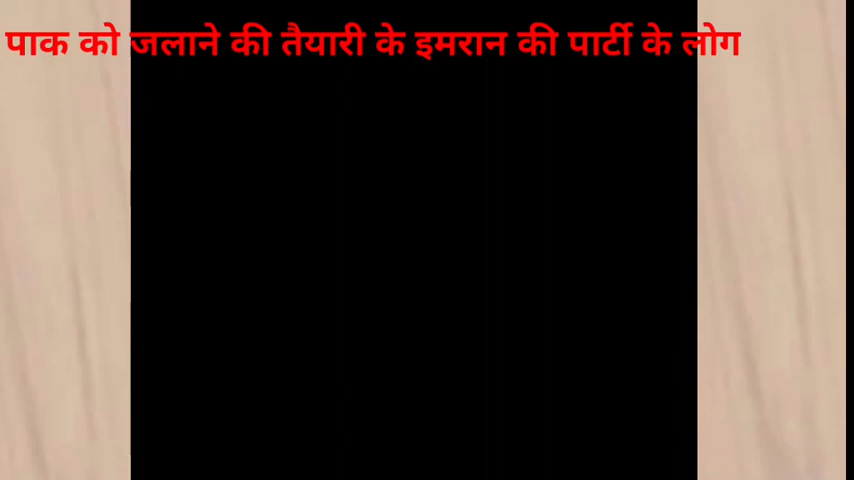 पाक को जलाने की तैयारी के इमरान की पार्टी के लोग